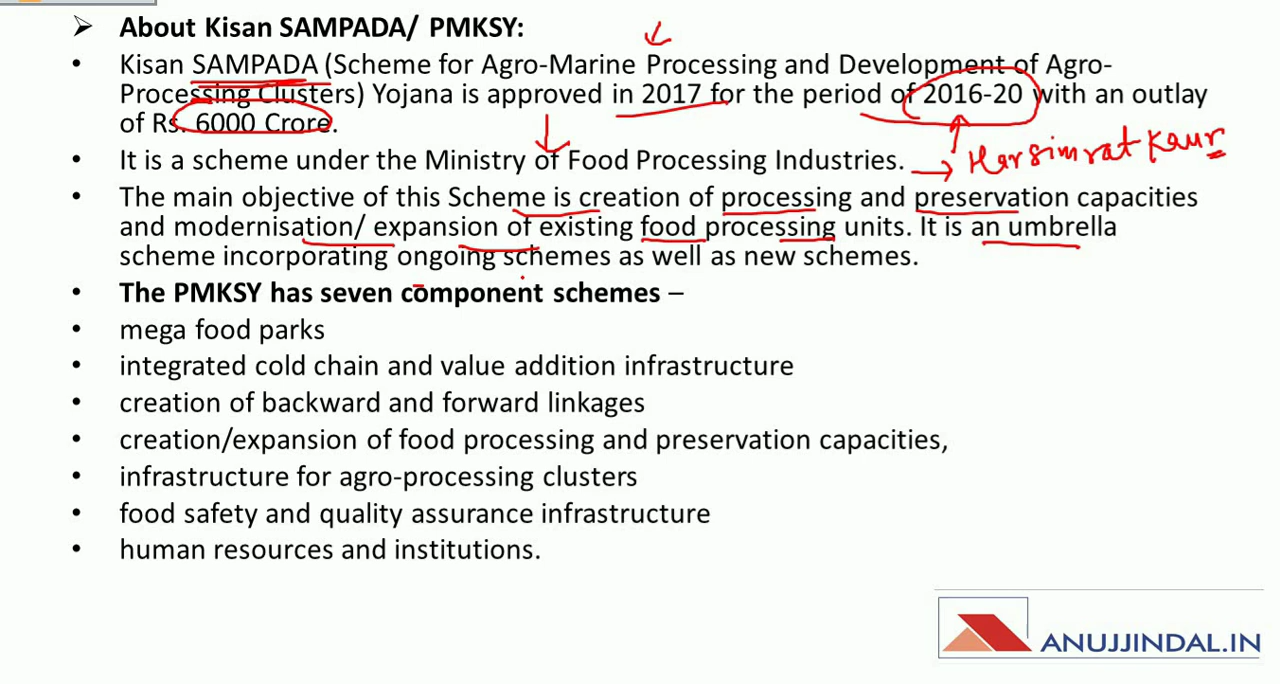 ➢ About Kisan SAMPADA/ PMKSY:
• Kisan SAMPADA (Scheme for Agro-Marine Processing and Development of Agro-
Processing Clusters) Yojana is approved in 2017 for the period of 2016-20 with an outlay
of Rs. 6000 Crore.
• It is a scheme under the Ministry of Food Processing Industries. → Harsimrat Kaur
• The main objective of this Scheme is creation of processing and preservation capacities
and modernisation/ expansion of existing food processing units. It is an umbrella
scheme incorporating ongoing schemes as well as new schemes.
• The PMKSY has seven component schemes –
• mega food parks
• integrated cold chain and value addition infrastructure
• creation of backward and forward linkages
• creation/expansion of food processing and preservation capacities,
• infrastructure for agro-processing clusters
• food safety and quality assurance infrastructure
• human resources and institutions.
ANUJJINDAL.IN